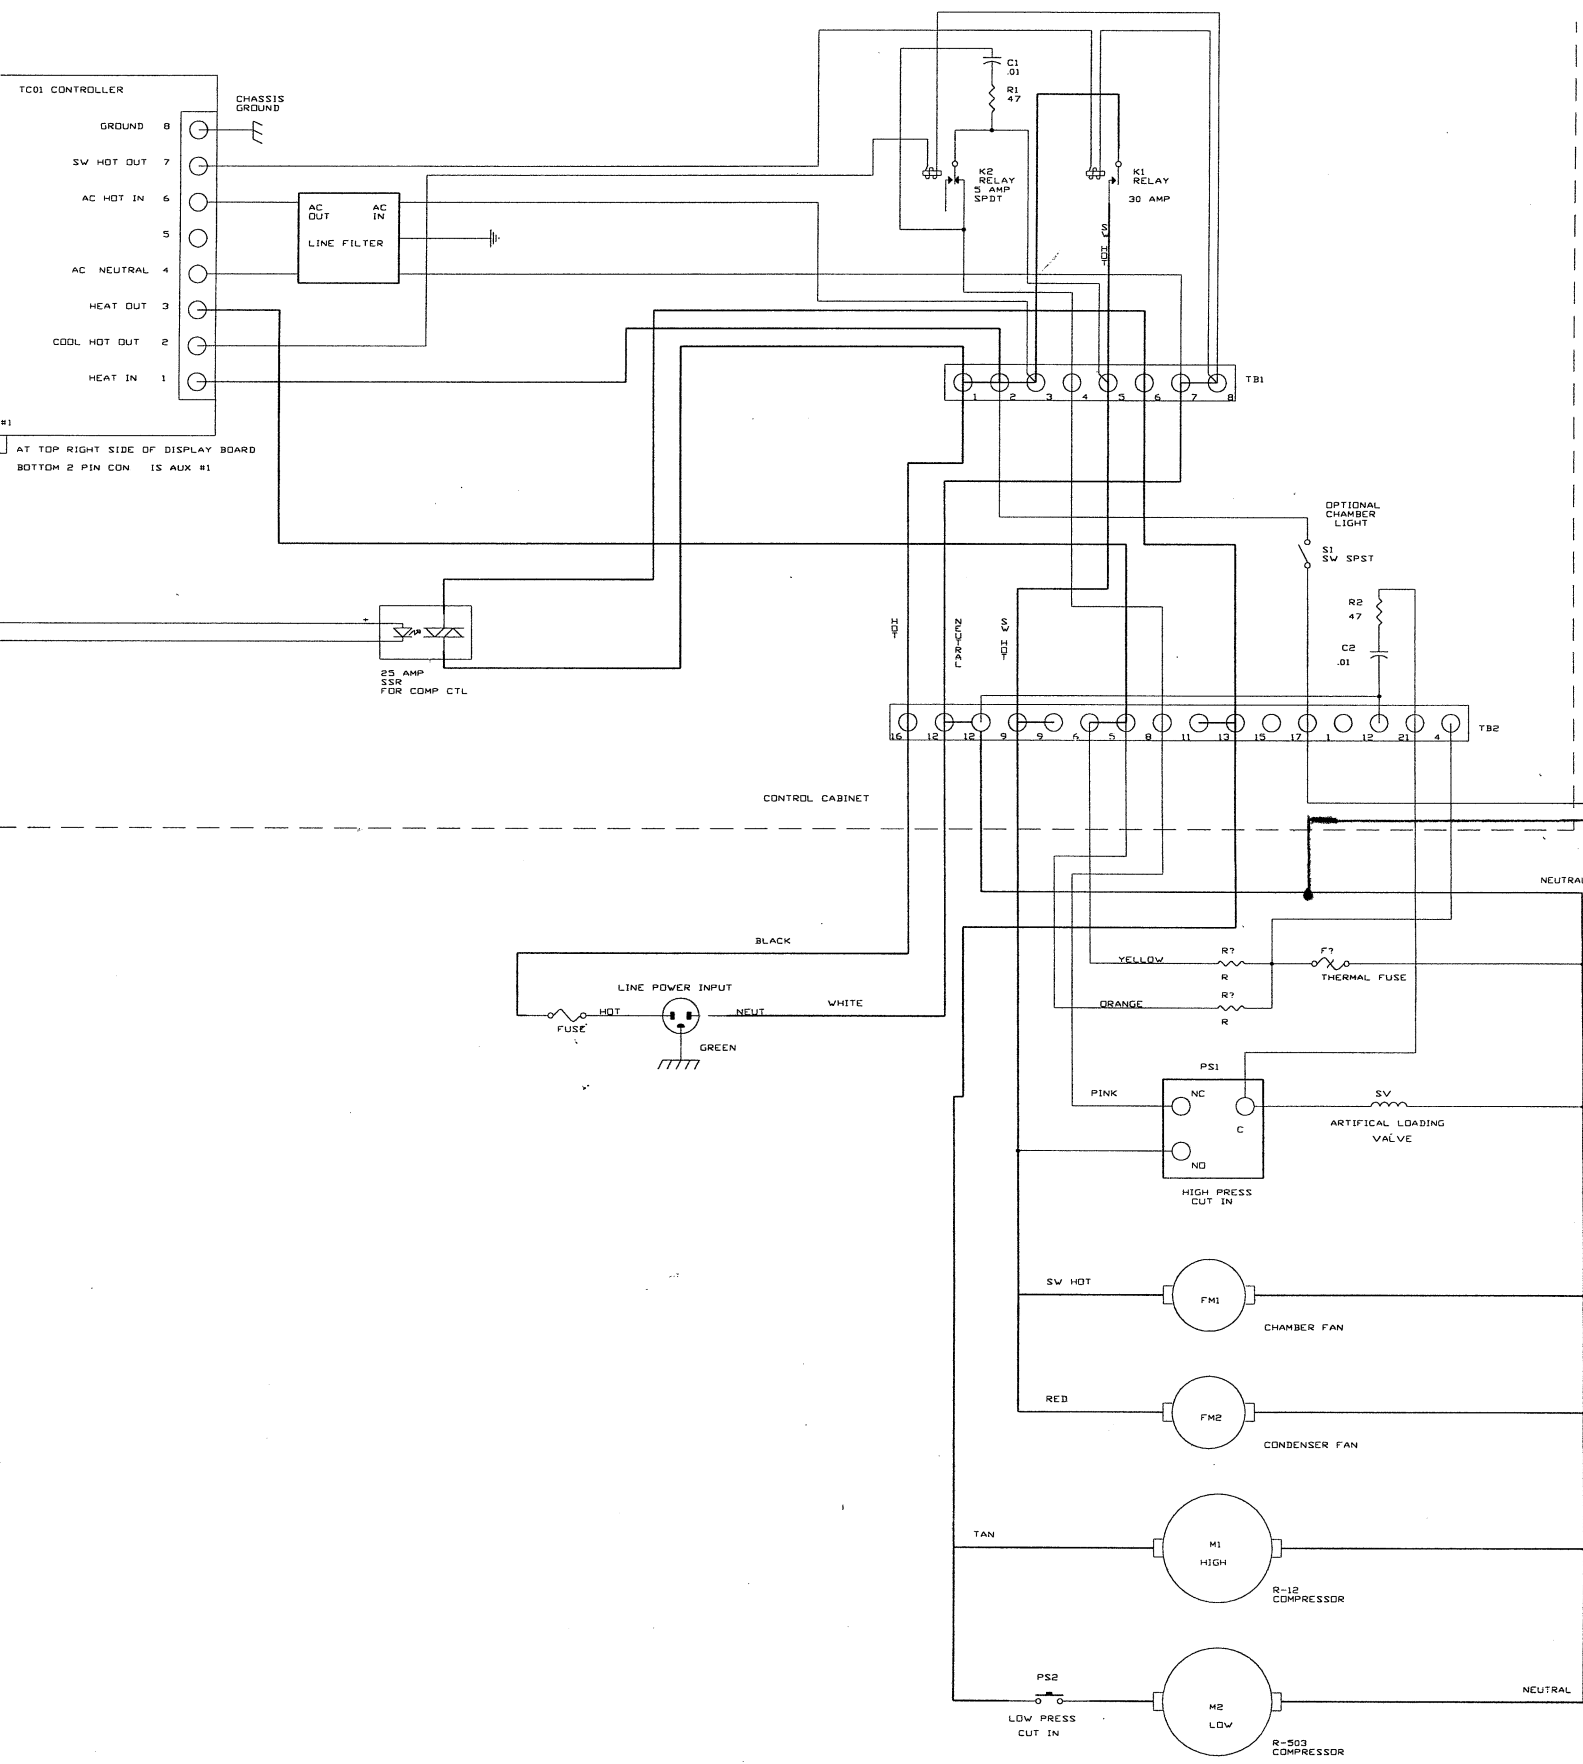 TC01 CONTROLLER
CHASSIS
GROUND
GROUND 8
SW HOT OUT 7
AC HOT IN 6
5
AC NEUTRAL 4
HEAT OUT 3
COOL HOT OUT 2
HEAT IN 1
AC OUT
AC IN
LINE FILTER
#1
AT TOP RIGHT SIDE OF DISPLAY BOARD
BOTTOM 2 PIN CON IS AUX #1
C1
.01
R1
47
K2
RELAY
5 AMP
SPDT
K1
RELAY
30 AMP
SW HOT
1 2 3 4 5 6 7 8
TB1
OPTIONAL
CHAMBER
LIGHT
S1
SW SPST
R2
47
C2
.01
+
25 AMP
SSR
FOR COMP CTL
HOT
NEUTRAL
SW HOT
16 12 12 9 9 6 5 8 11 13 15 17 1 12 21 4
TB2
CONTROL CABINET
NEUTRAL
BLACK
LINE POWER INPUT
WHITE
HOT
NEUT
FUSE
GREEN
YELLOW
R?
R
F?
THERMAL FUSE
ORANGE
R?
R
PS1
PINK
NC
C
NO
SV
ARTIFICAL LOADING
VALVE
HIGH PRESS
CUT IN
SW HOT
FM1
CHAMBER FAN
RED
FM2
CONDENSER FAN
TAN
M1
HIGH
R-12
COMPRESSOR
PS2
LOW PRESS
CUT IN
M2
LOW
NEUTRAL
R-503
COMPRESSOR